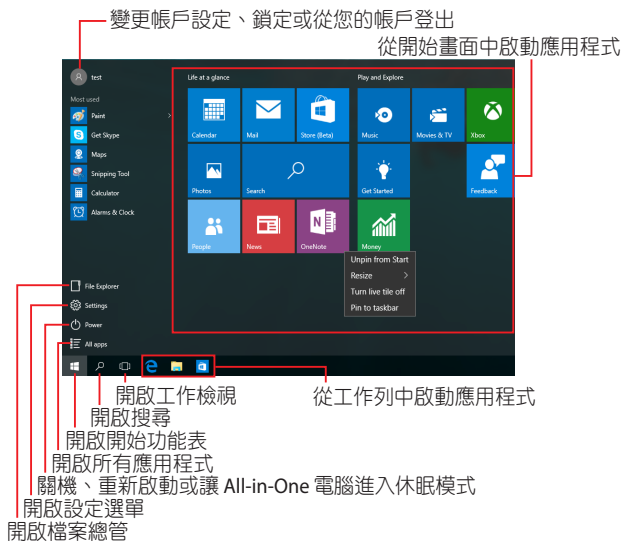 變更帳戶設定、鎖定或從您的帳戶登出
從開始畫面中啟動應用程式
test
Life at a glance
Play and Explore
Most used
Paint
Get Skype
Maps
Snipping Tool
Calculator
Alarms & Clock
Calendar
Mail
Store (Beta)
Music
Movies & TV
Xbox
Photos
Search
Get Started
Feedback
People
News
OneNote
Money
Unpin from Start
Resize
Turn live tile off
Pin to taskbar
File Explorer
Settings
Power
All apps
開啟工作檢視
從工作列中啟動應用程式
開啟搜尋
開啟開始功能表
開啟所有應用程式
關機、重新啟動或讓 All-in-One 電腦進入休眠模式
開啟設定選單
開啟檔案總管